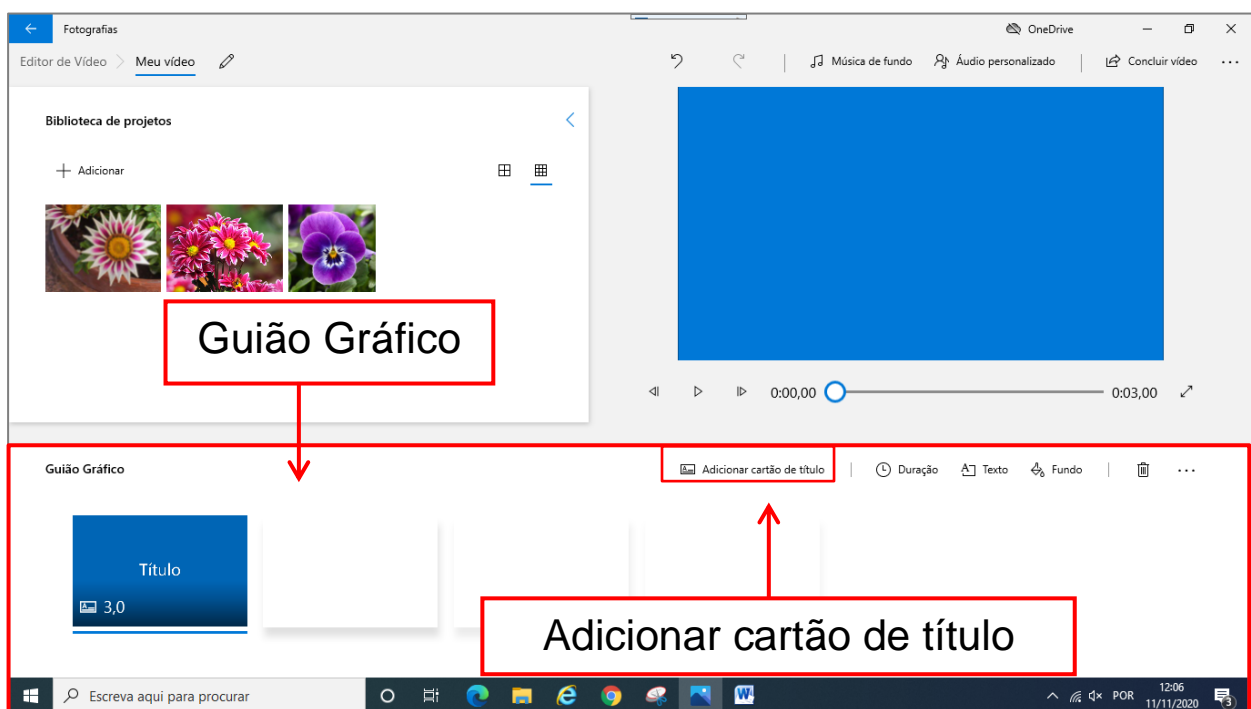 Fotografias
OneDrive
Editor de Vídeo
Meu vídeo
Música de fundo
Áudio personalizado
Concluir vídeo
Biblioteca de projetos
Adicionar
Guião Gráfico
0:00,00
0:03,00
Guião Gráfico
Adicionar cartão de título
Duração
Texto
Fundo
Título
3,0
Adicionar cartão de título
Escreva aqui para procurar
POR
12:06
11/11/2020
3